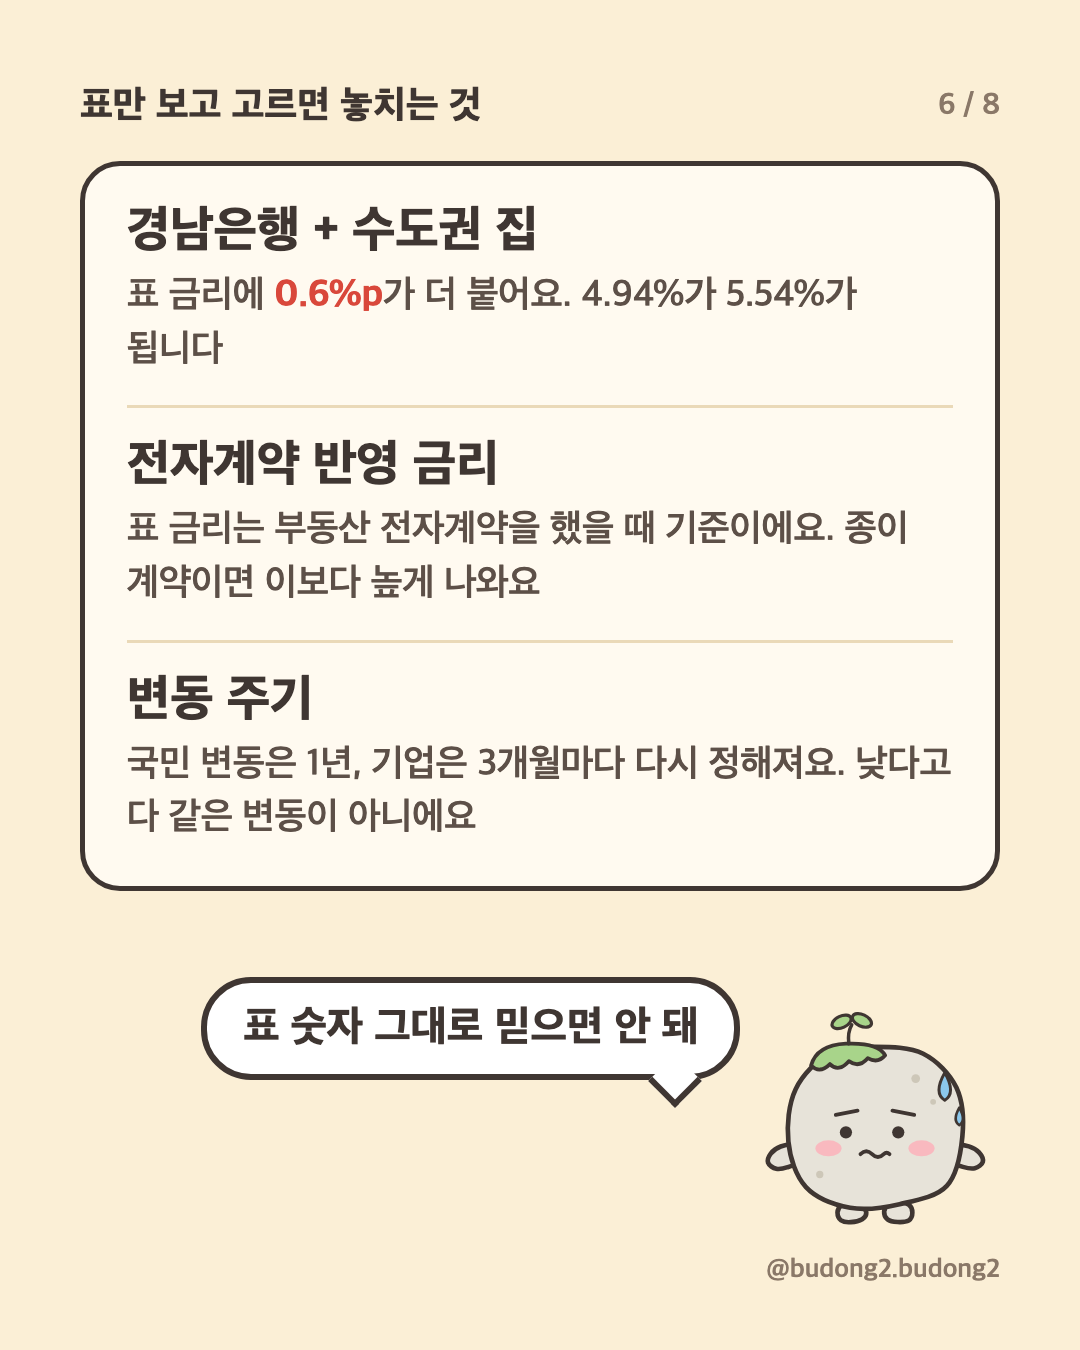 표만 보고 고르면 놓치는 것
6 / 8
경남은행 + 수도권 집
표 금리에 0.6%p가 더 붙어요. 4.94%가 5.54%가
됩니다
전자계약 반영 금리
표 금리는 부동산 전자계약을 했을 때 기준이에요. 종이
계약이면 이보다 높게 나와요
변동 주기
국민 변동은 1년, 기업은 3개월마다 다시 정해져요. 낮다고
다 같은 변동이 아니에요
표 숫자 그대로 믿으면 안 돼
@budong2.budong2